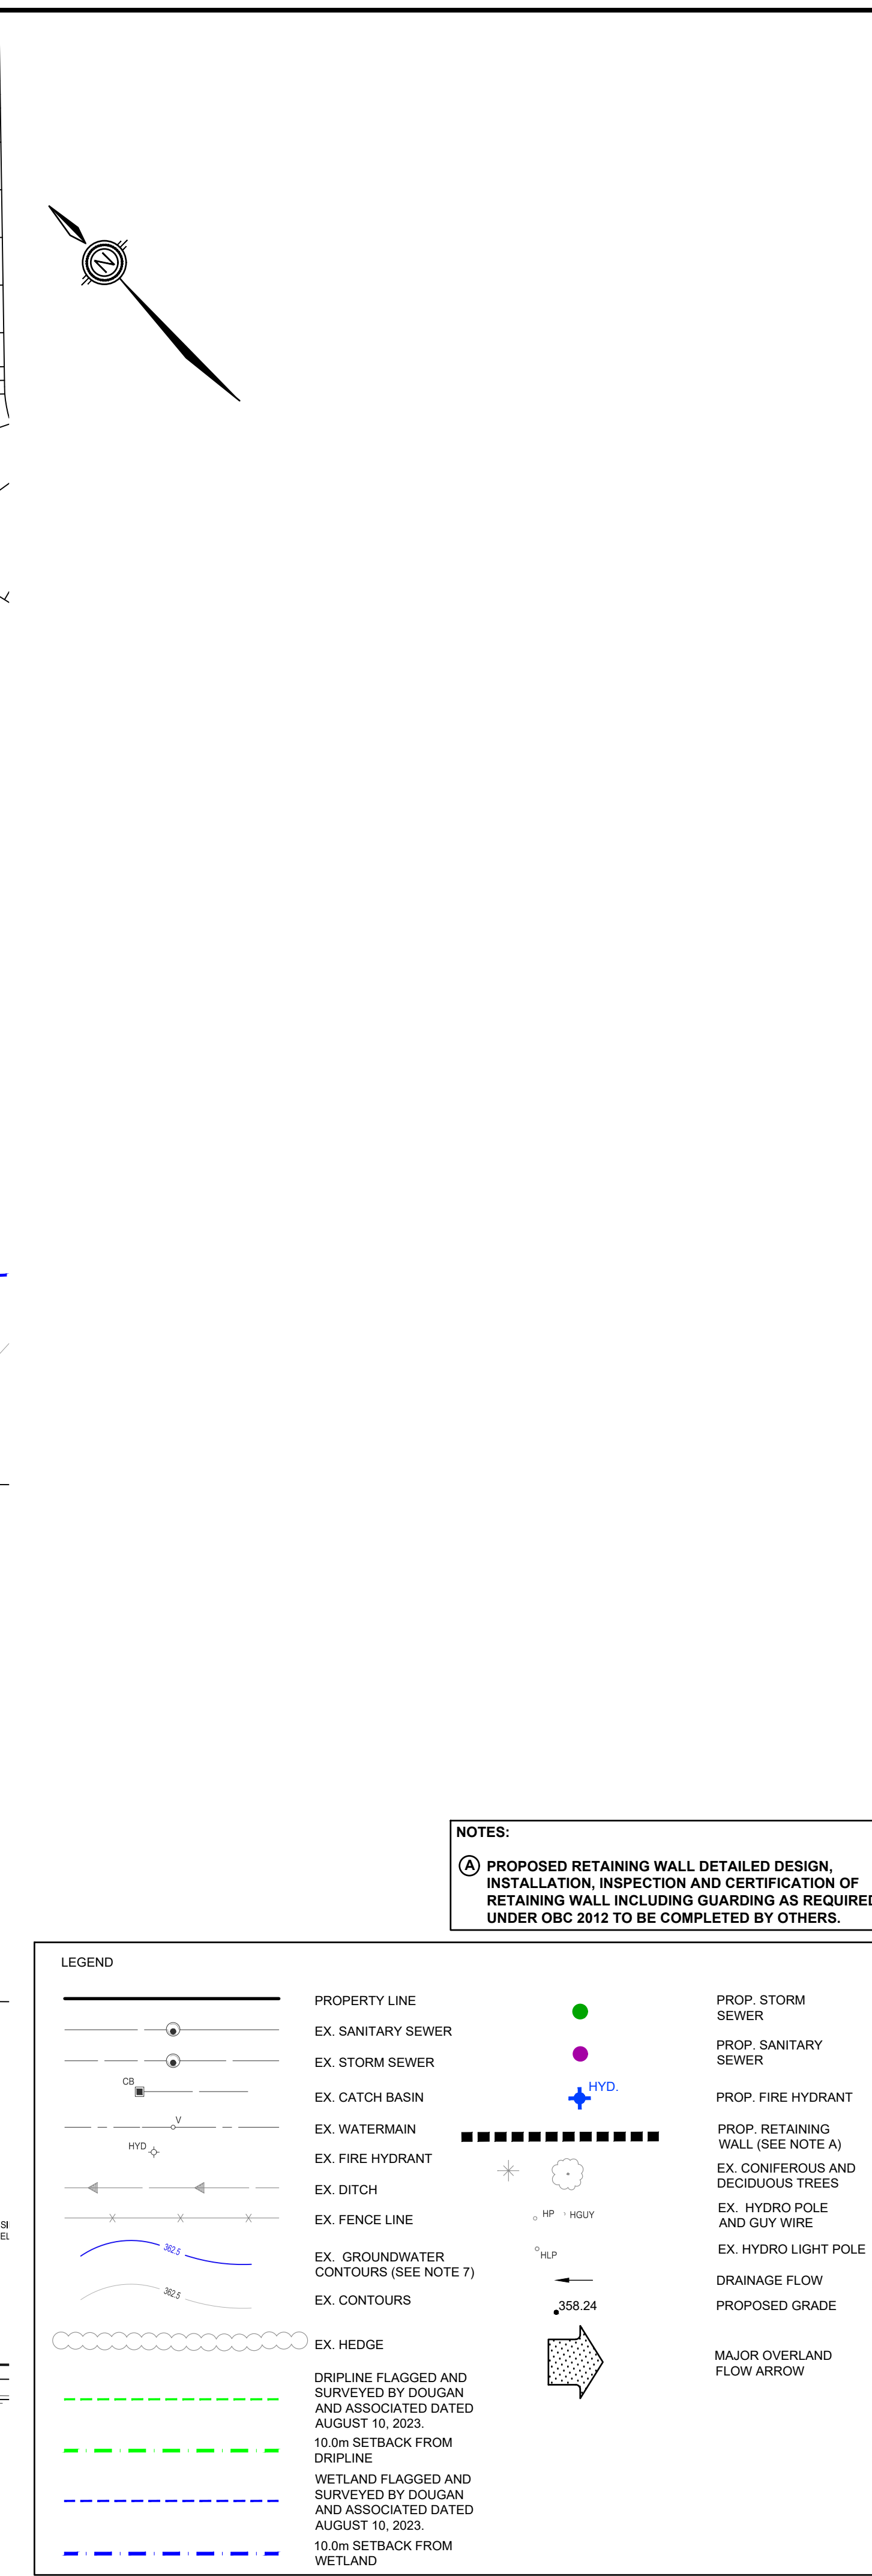 N
NOTES:
A PROPOSED RETAINING WALL DETAILED DESIGN,
INSTALLATION, INSPECTION AND CERTIFICATION OF
RETAINING WALL INCLUDING GUARDING AS REQUIRED
UNDER OBC 2012 TO BE COMPLETED BY OTHERS.
LEGEND
PROPERTY LINE
EX. SANITARY SEWER
EX. STORM SEWER
CB
EX. CATCH BASIN
V
EX. WATERMAIN
HYD
EX. FIRE HYDRANT
EX. DITCH
X X X
EX. FENCE LINE
362.5
EX. GROUNDWATER
CONTOURS (SEE NOTE 7)
362.5
EX. CONTOURS
EX. HEDGE
DRIPLINE FLAGGED AND
SURVEYED BY DOUGAN
AND ASSOCIATED DATED
AUGUST 10, 2023.
10.0m SETBACK FROM
DRIPLINE
WETLAND FLAGGED AND
SURVEYED BY DOUGAN
AND ASSOCIATED DATED
AUGUST 10, 2023.
10.0m SETBACK FROM
WETLAND
PROP. STORM
SEWER
PROP. SANITARY
SEWER
HYD.
PROP. FIRE HYDRANT
PROP. RETAINING
WALL (SEE NOTE A)
EX. CONIFEROUS AND
DECIDUOUS TREES
HP HGUY
EX. HYDRO POLE
AND GUY WIRE
HLP
EX. HYDRO LIGHT POLE
DRAINAGE FLOW
358.24
PROPOSED GRADE
MAJOR OVERLAND
FLOW ARROW